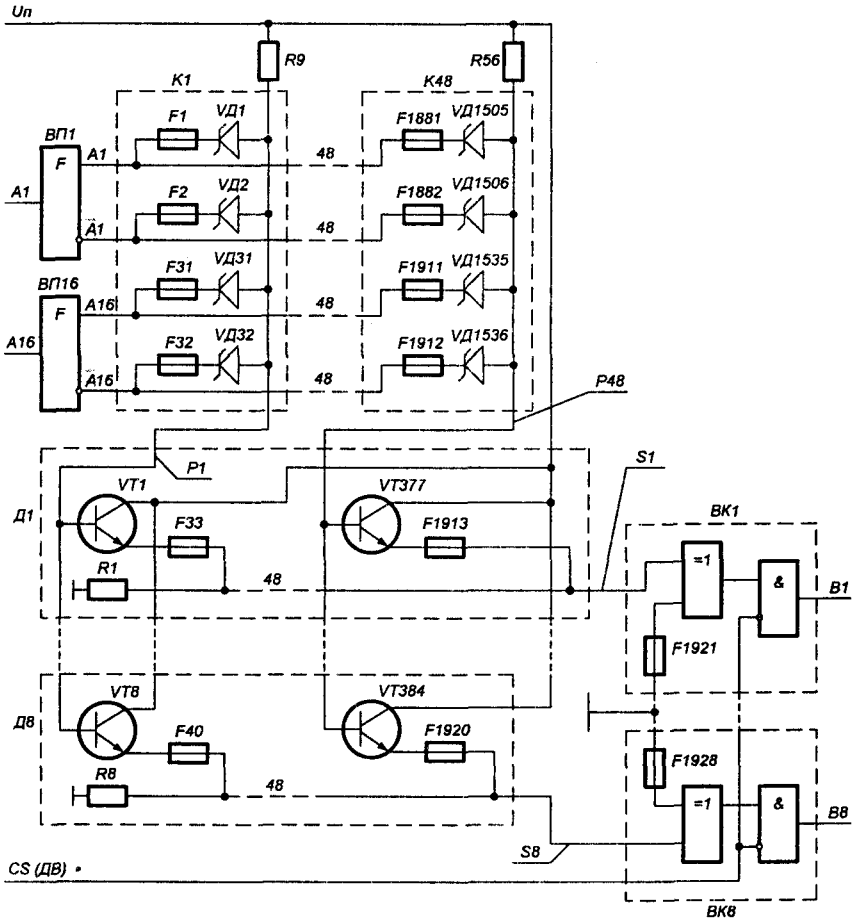 Uп
R9
R56
K1
K48
F1
VД1
F1881
VД1505
ВП1
F
A1
A1
48
F2
VД2
F1882
VД1506
A̅1
48
F31
VД31
F1911
VД1535
ВП16
F
A16
A16
48
F32
VД32
F1912
VД1536
A̅16
48
P48
P1
S1
Д1
VT1
VT377
F33
F1913
R1
48
BK1
=1
&
B1
F1921
Д8
VT8
VT384
F40
F1920
R8
48
F1928
=1
&
B8
S8
CS (ДВ)
BK8